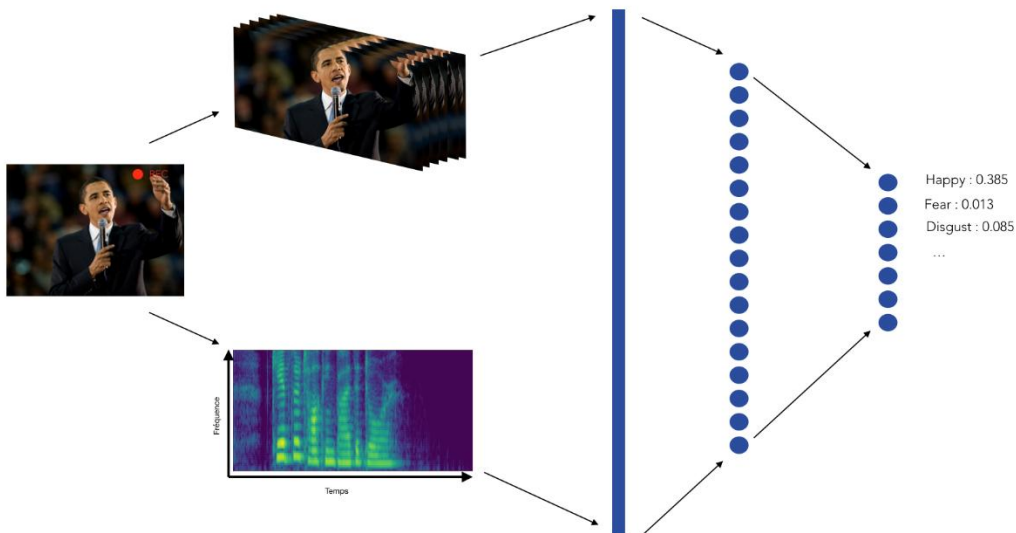 REC
Happy : 0.385
Fear : 0.013
Disgust : 0.085
...
Fréquence
Temps